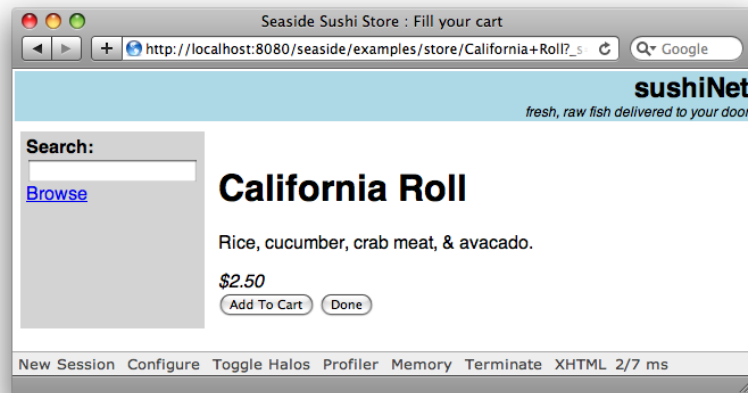 Seaside Sushi Store : Fill your cart
http://localhost:8080/seaside/examples/store/California+Roll?_s
Google
sushiNet
fresh, raw fish delivered to your door
Search:
Browse
California Roll
Rice, cucumber, crab meat, & avacado.
$2.50
Add To Cart Done
New Session Configure Toggle Halos Profiler Memory Terminate XHTML 2/7 ms